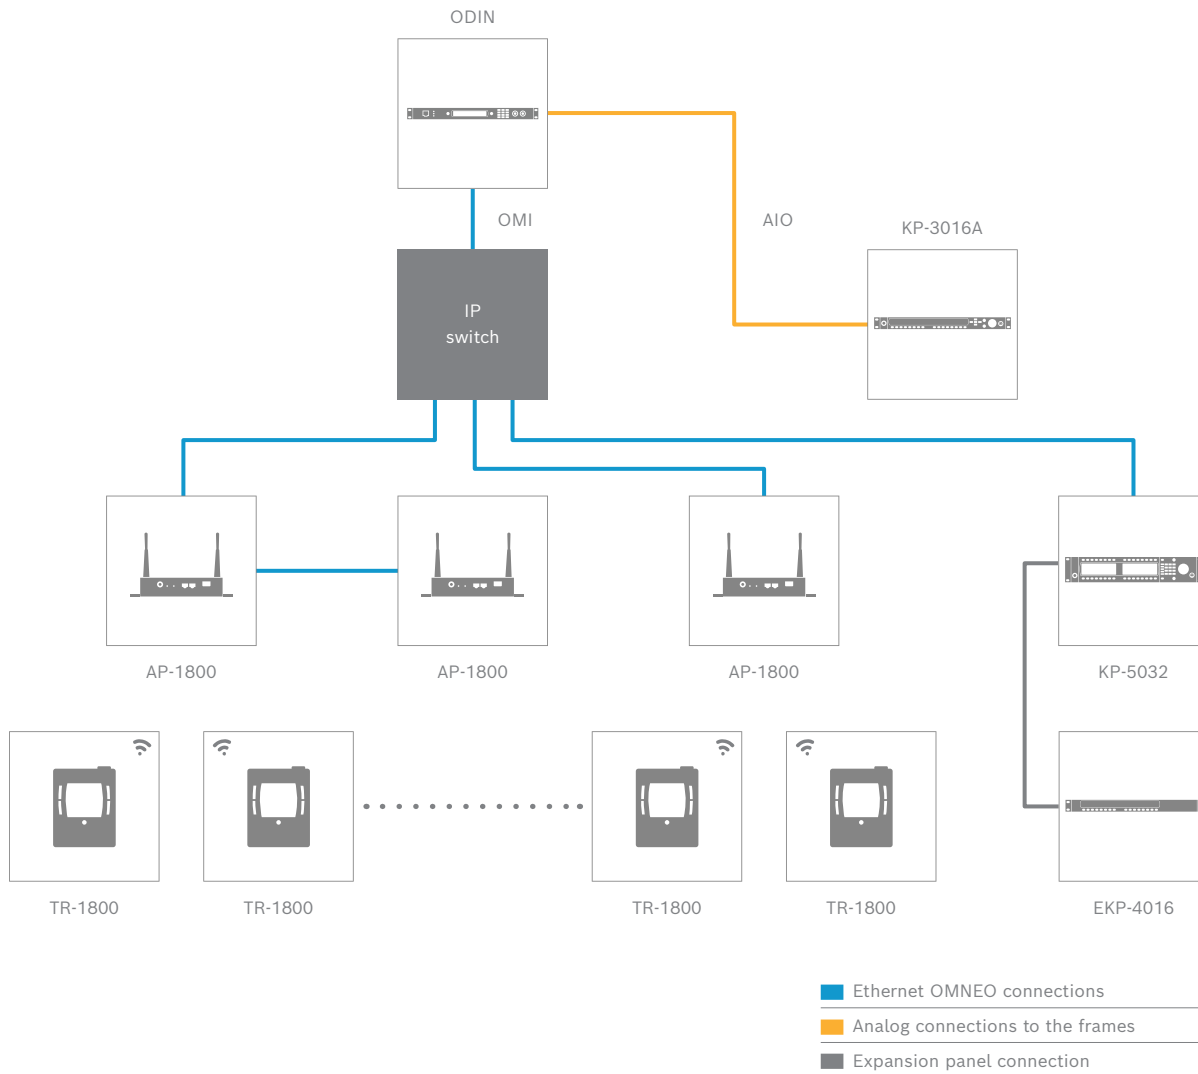 ODIN
OMI
AIO
KP-3016A
IP
switch
AP-1800
AP-1800
AP-1800
KP-5032
TR-1800
TR-1800
TR-1800
TR-1800
EKP-4016
Ethernet OMNEO connections
Analog connections to the frames
Expansion panel connection